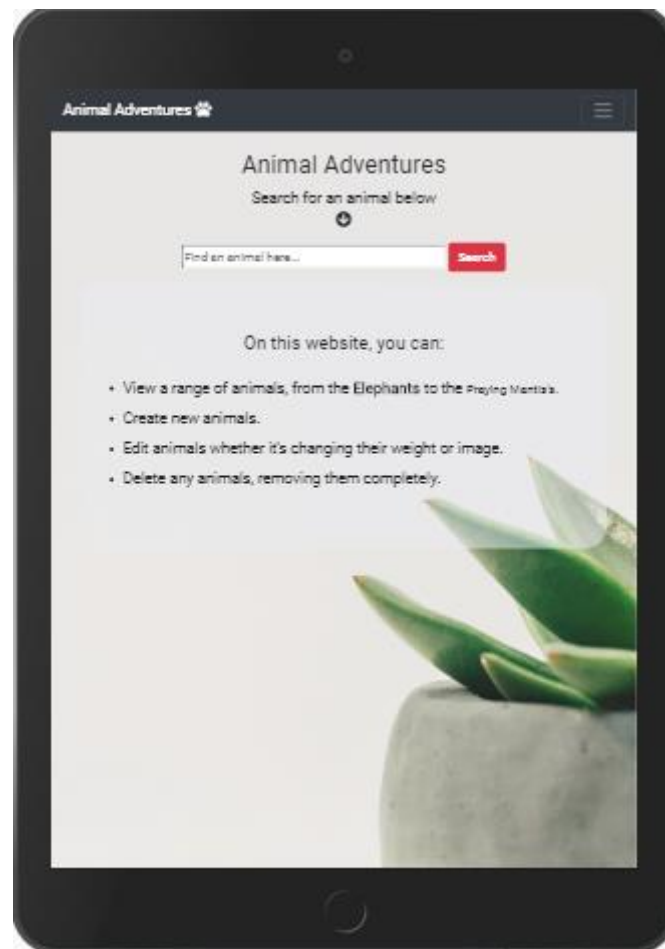 Animal Adventures
Animal Adventures
Search for an animal below
Find an animal here...
Search
On this website, you can:
• View a range of animals, from the Elephants to the Praying Mantis's.
• Create new animals.
• Edit animals whether it's changing their weight or image.
• Delete any animals, removing them completely.